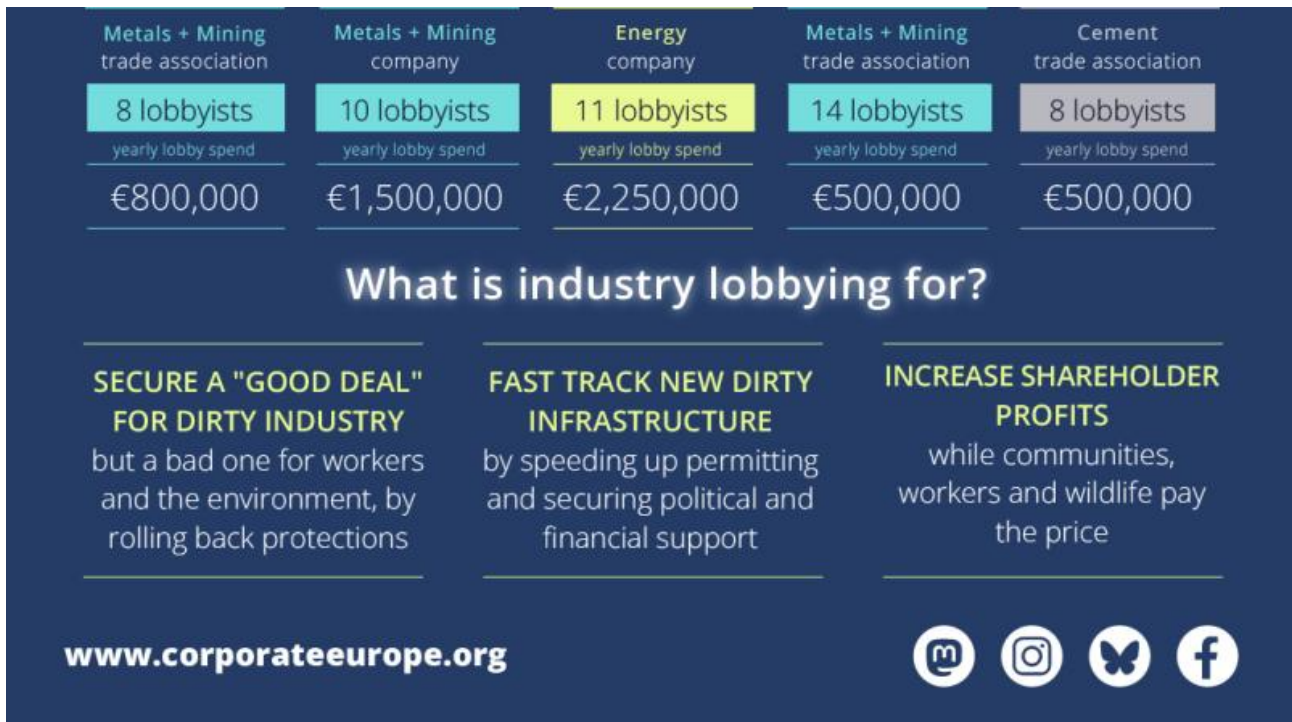 Metals + Mining
trade association
8 lobbyists
yearly lobby spend
€800,000
Metals + Mining
company
10 lobbyists
yearly lobby spend
€1,500,000
Energy
company
11 lobbyists
yearly lobby spend
€2,250,000
Metals + Mining
trade association
14 lobbyists
yearly lobby spend
€500,000
Cement
trade association
8 lobbyists
yearly lobby spend
€500,000
What is industry lobbying for?
SECURE A "GOOD DEAL"
FOR DIRTY INDUSTRY
but a bad one for workers
and the environment, by
rolling back protections
FAST TRACK NEW DIRTY
INFRASTRUCTURE
by speeding up permitting
and securing political and
financial support
INCREASE SHAREHOLDER
PROFITS
while communities,
workers and wildlife pay
the price
www.corporateeurope.org